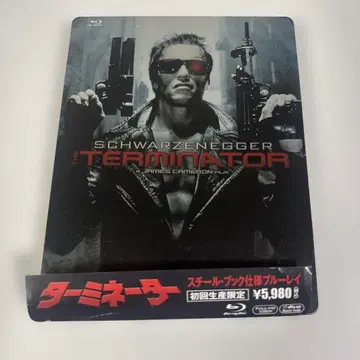 SCHWARZENEGGER
THE TERMINATOR
A JAMES CAMERON FILM
ターミネーター
スチール・ブック仕様ブルーレイ
初回生産限定 ¥5,980